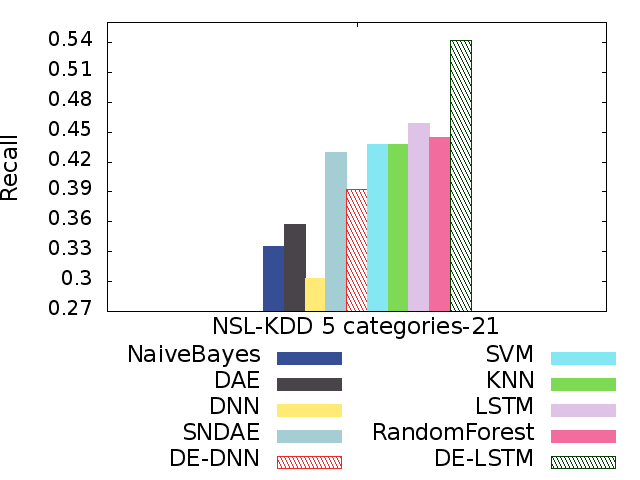 0.54
0.51
0.48
0.45
0.42
0.39
0.36
0.33
0.3
0.27
Recall
NSL-KDD 5 categories-21
NaiveBayes
DAE
DNN
SNDAE
DE-DNN
SVM
KNN
LSTM
RandomForest
DE-LSTM